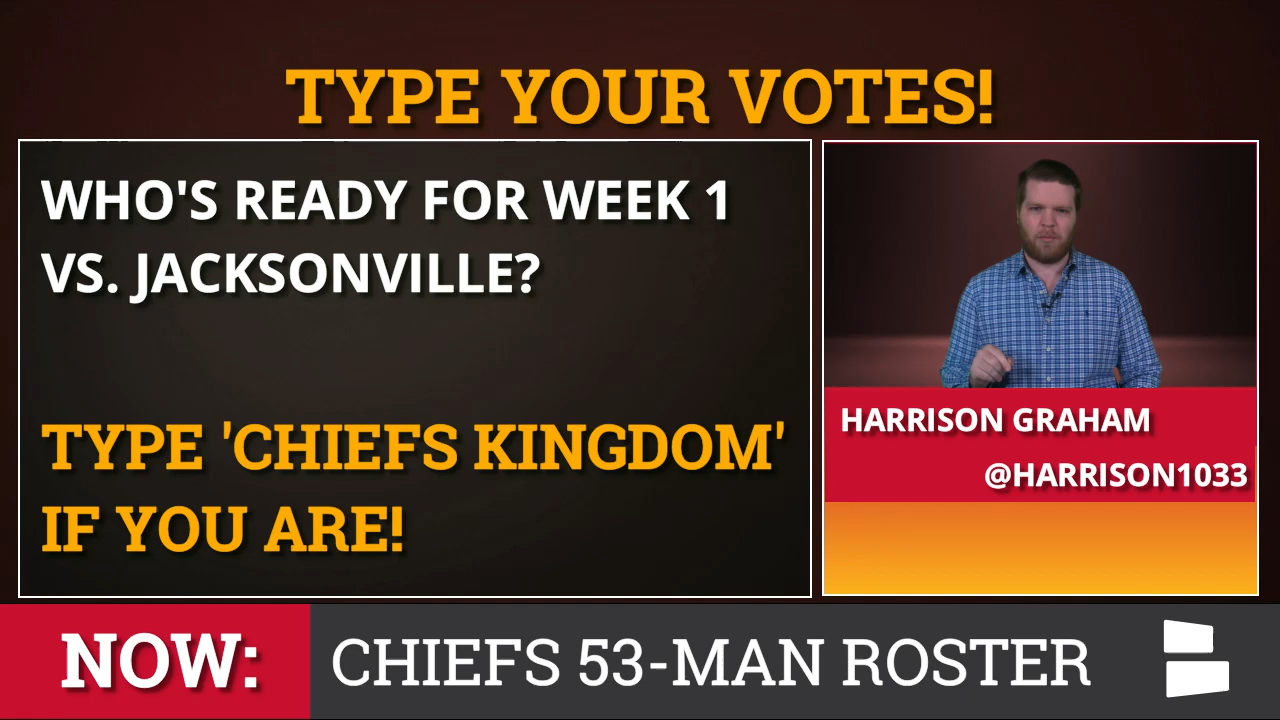 TYPE YOUR VOTES!
WHO'S READY FOR WEEK 1
VS. JACKSONVILLE?
TYPE 'CHIEFS KINGDOM'
IF YOU ARE!
HARRISON GRAHAM
@HARRISON1033
NOW:
CHIEFS 53-MAN ROSTER